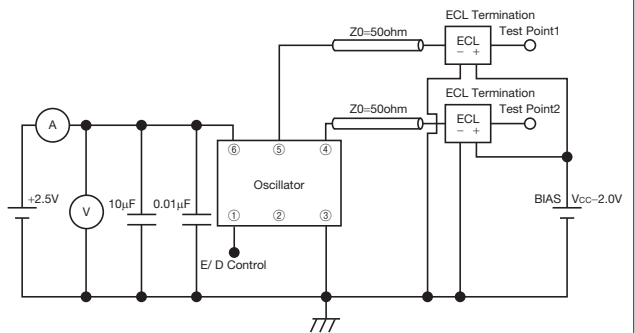 ECL Termination
Z0=50ohm
ECL
− +
Test Point1
ECL Termination
Z0=50ohm
ECL
− +
Test Point2
A
⑥ ⑤ ④
Oscillator
① ② ③
+2.5V
V
10μF
0.01μF
E/ D Control
BIAS
Vcc−2.0V